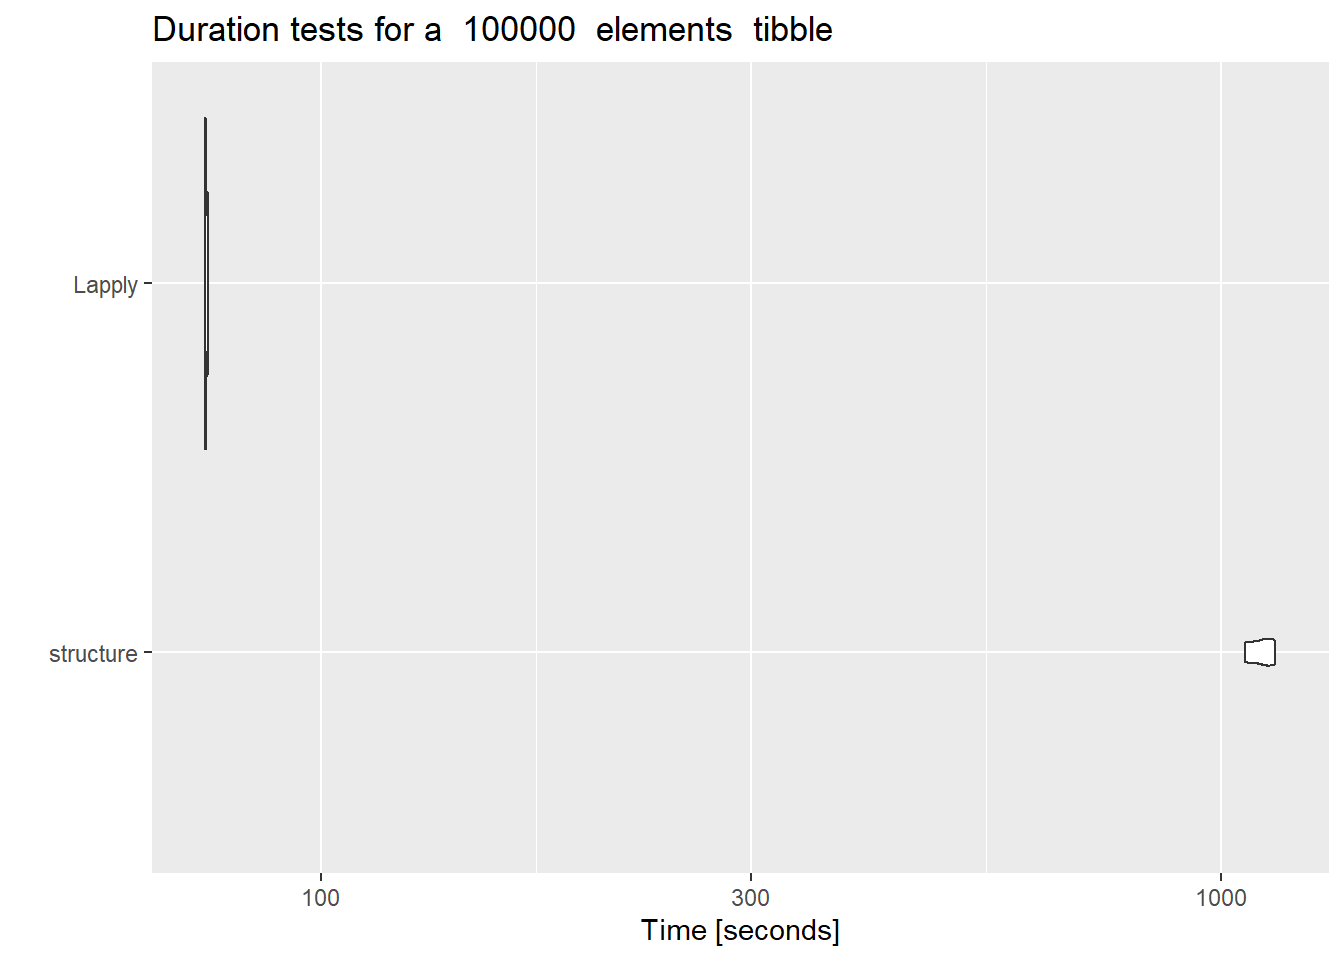 Duration tests for a  100000  elements  tibble
Lapply
structure
100 300 1000
Time [seconds]